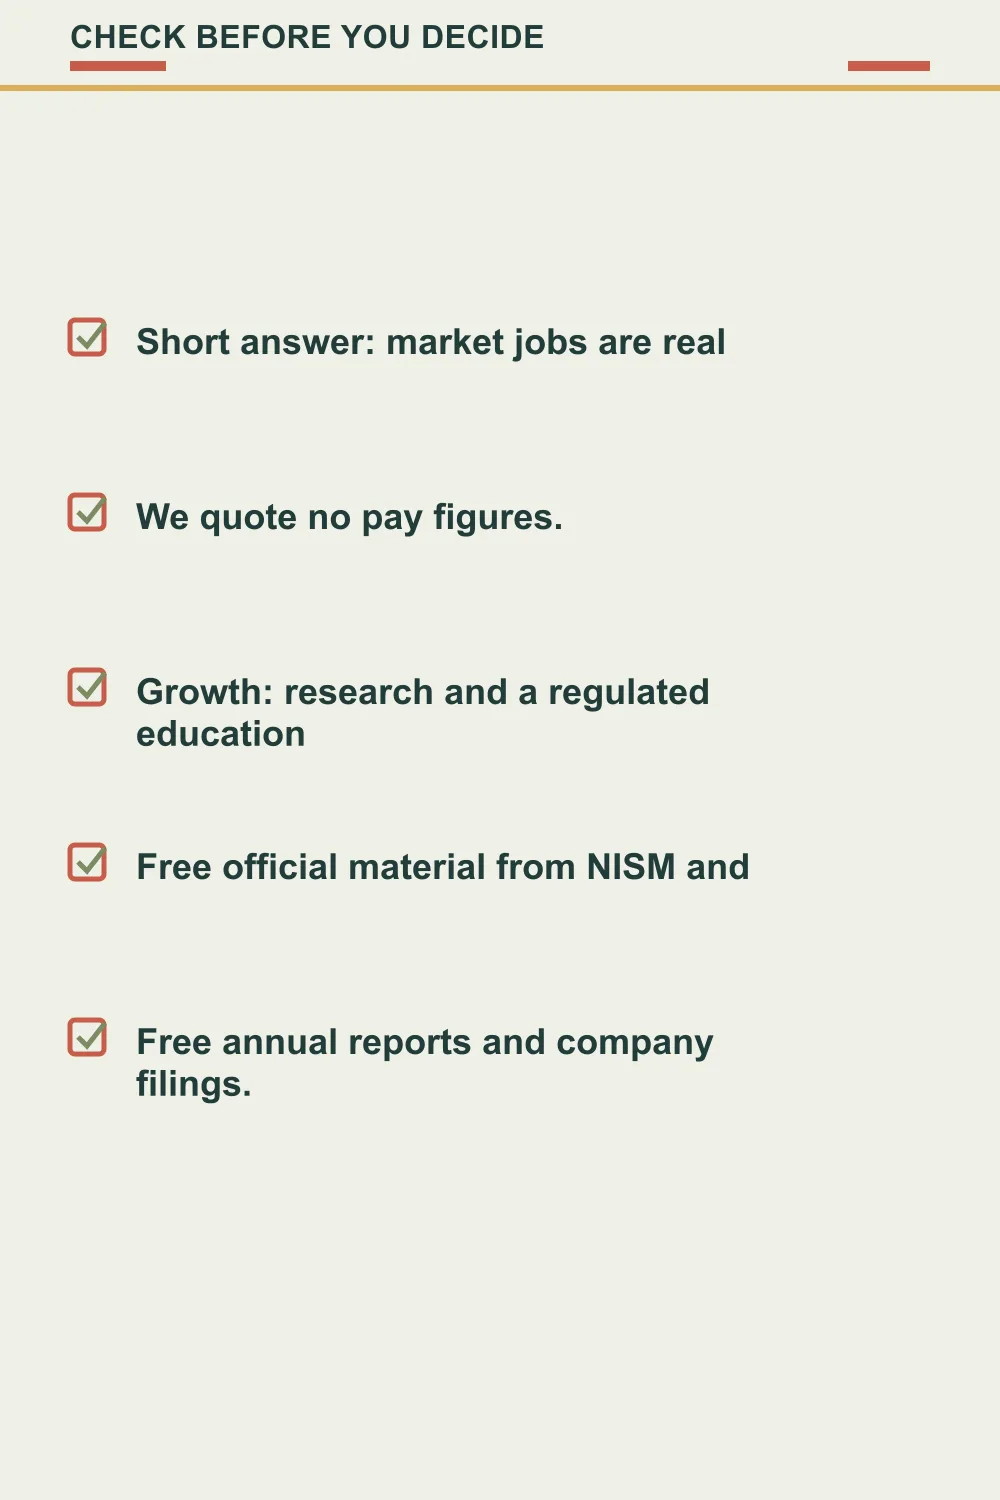 CHECK BEFORE YOU DECIDE
Short answer: market jobs are real
We quote no pay figures.
Growth: research and a regulated
education
Free official material from NISM and
Free annual reports and company
filings.